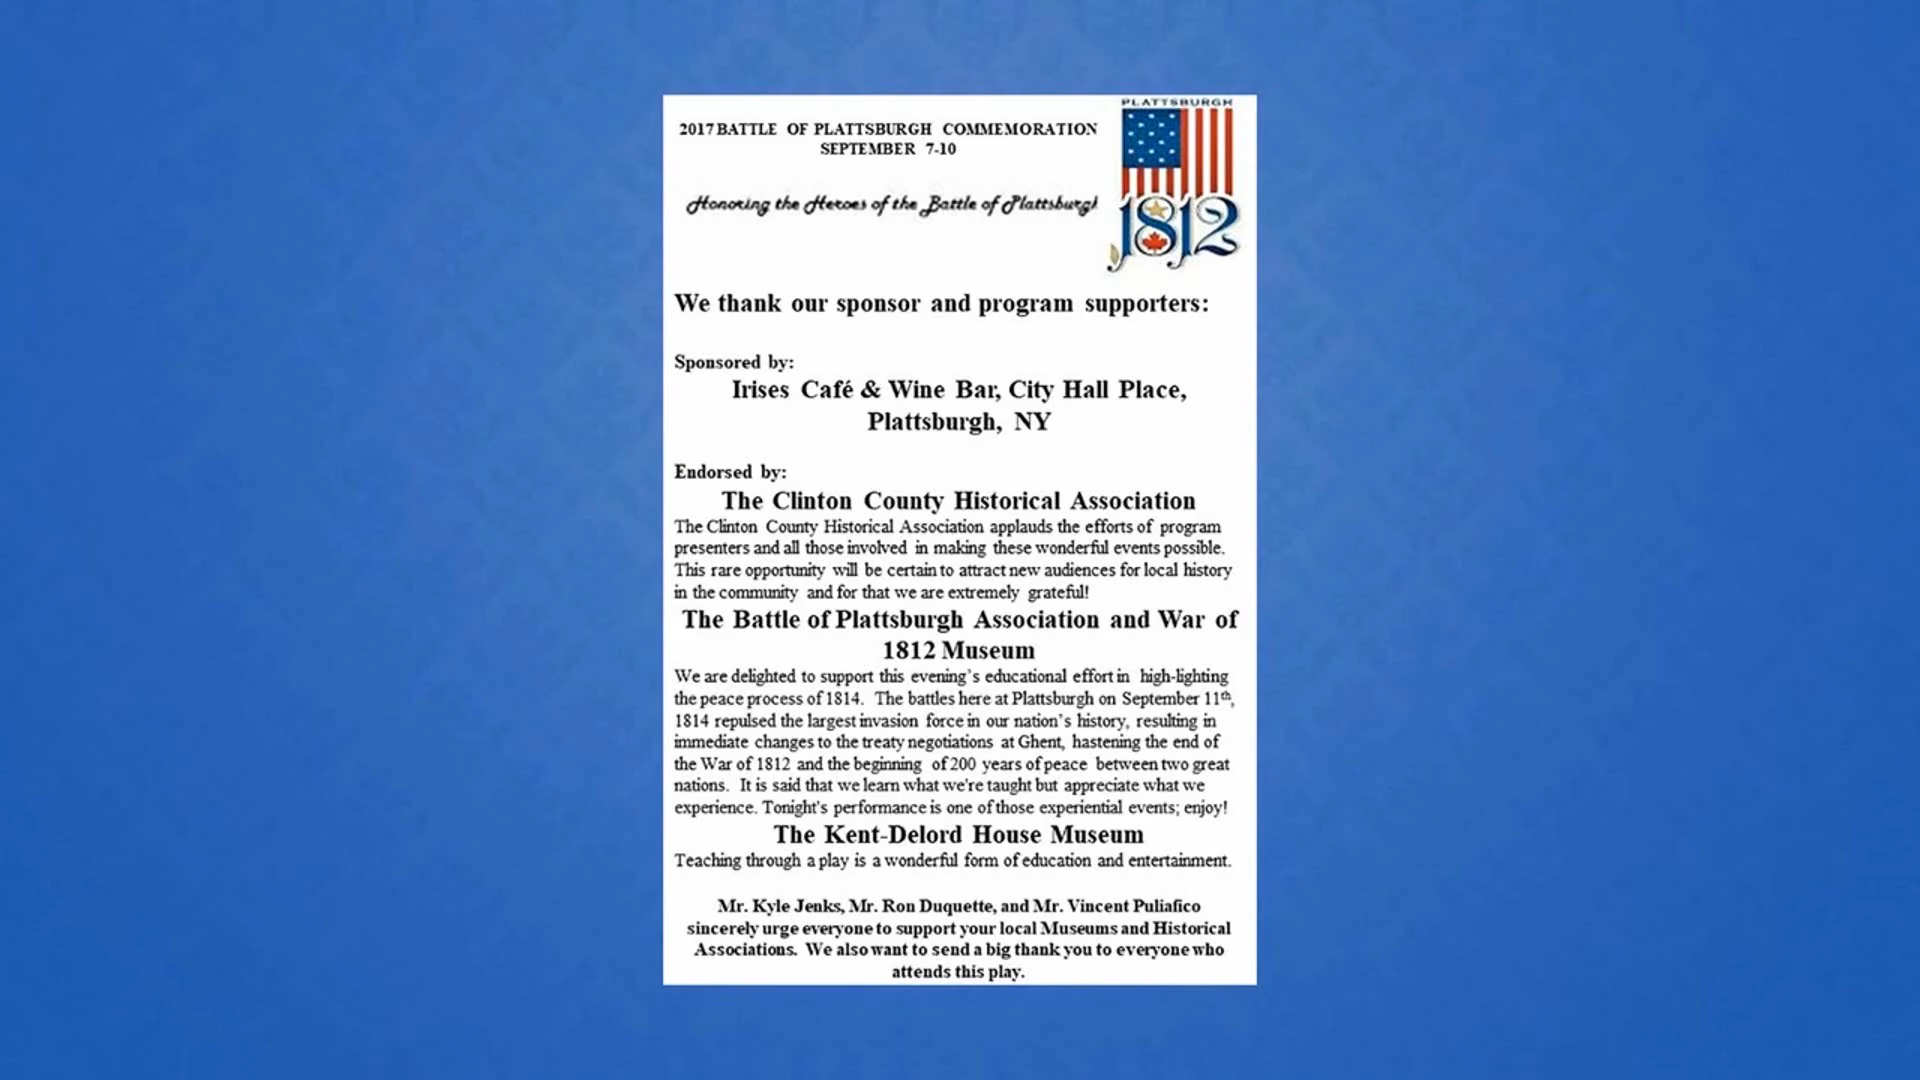 PLATTSBURGH
2017 BATTLE OF PLATTSBURGH COMMEMORATION
SEPTEMBER 7-10
Honoring the Heroes of the Battle of Plattsburgh
1812
We thank our sponsor and program supporters:
Sponsored by:
Irises Café & Wine Bar, City Hall Place,
Plattsburgh, NY
Endorsed by:
The Clinton County Historical Association
The Clinton County Historical Association applauds the efforts of program
presenters and all those involved in making these wonderful events possible.
This rare opportunity will be certain to attract new audiences for local history
in the community and for that we are extremely grateful!
The Battle of Plattsburgh Association and War of
1812 Museum
We are delighted to support this evening's educational effort in high-lighting
the peace process of 1814. The battles here at Plattsburgh on September 11th,
1814 repulsed the largest invasion force in our nation's history, resulting in
immediate changes to the treaty negotiations at Ghent, hastening the end of
the War of 1812 and the beginning of 200 years of peace between two great
nations. It is said that we learn what we're taught but appreciate what we
experience. Tonight's performance is one of those experiential events; enjoy!
The Kent-Delord House Museum
Teaching through a play is a wonderful form of education and entertainment.
Mr. Kyle Jenks, Mr. Ron Duquette, and Mr. Vincent Puliafico
sincerely urge everyone to support your local Museums and Historical
Associations. We also want to send a big thank you to everyone who
attends this play.